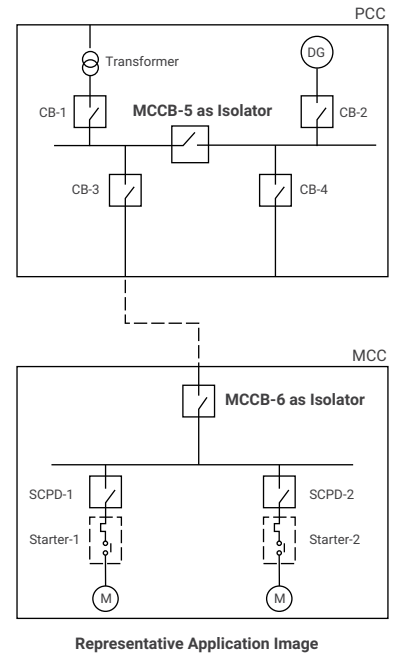 PCC
Transformer
DG
CB-1
MCCB-5 as Isolator
CB-2
CB-3
CB-4
MCC
MCCB-6 as Isolator
SCPD-1
SCPD-2
Starter-1
Starter-2
M
M
Representative Application Image